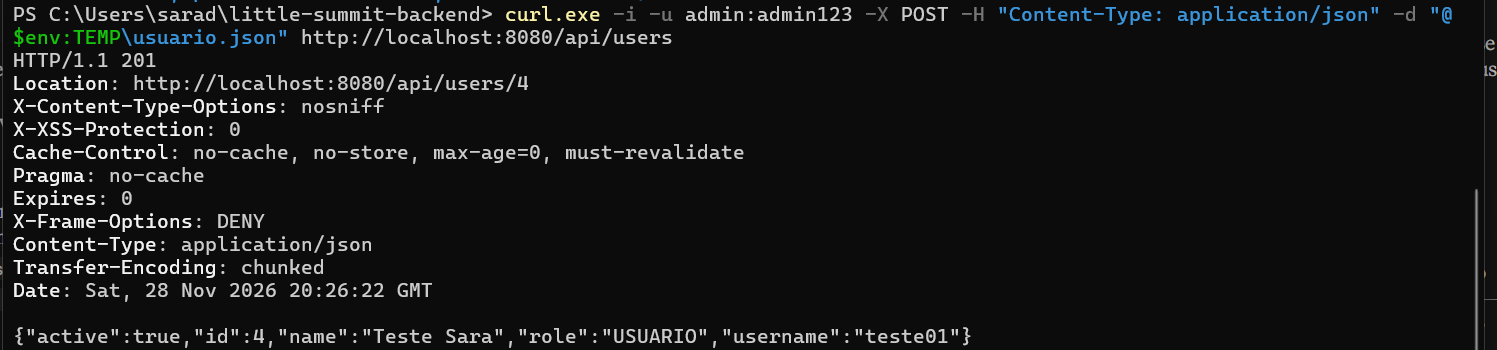 PS C:\Users\sarad\little-summit-backend> curl.exe -i -u admin:admin123 -X POST -H "Content-Type: application/json" -d "@
$env:TEMP\usuario.json" http://localhost:8080/api/users
HTTP/1.1 201
Location: http://localhost:8080/api/users/4
X-Content-Type-Options: nosniff
X-XSS-Protection: 0
Cache-Control: no-cache, no-store, max-age=0, must-revalidate
Pragma: no-cache
Expires: 0
X-Frame-Options: DENY
Content-Type: application/json
Transfer-Encoding: chunked
Date: Sat, 28 Nov 2026 20:26:22 GMT

{"active":true,"id":4,"name":"Teste Sara","role":"USUARIO","username":"teste01"}